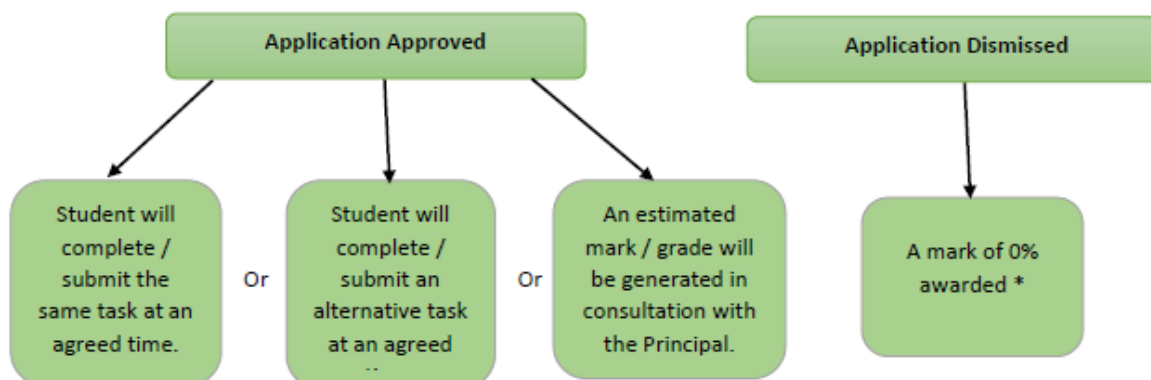 Application Approved
Application Dismissed
Student will
complete /
submit the
same task at an
agreed time.
Or
Student will
complete /
submit an
alternative task
at an agreed
Or
An estimated
mark / grade will
be generated in
consultation with
the Principal.
A mark of 0%
awarded *